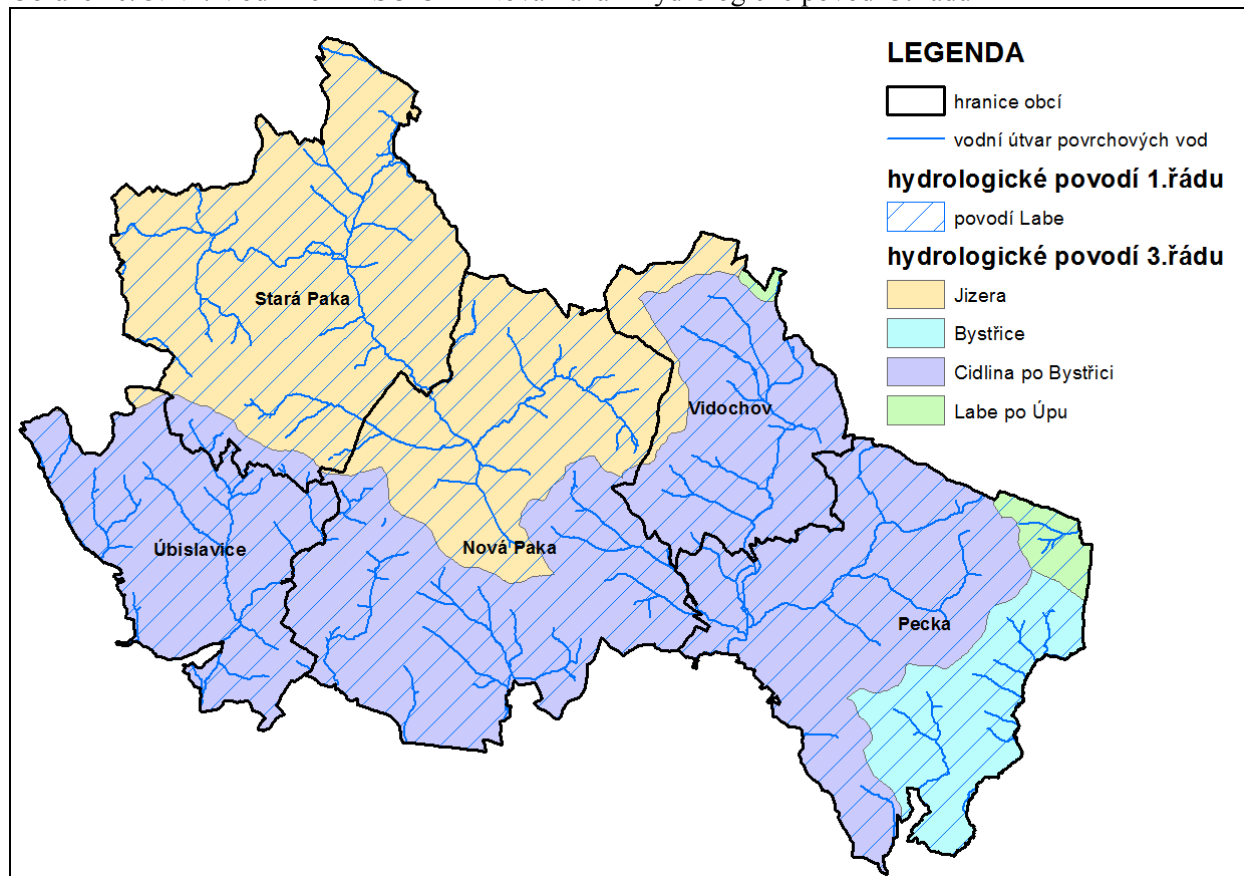 LEGENDA
hranice obcí
vodní útvar povrchových vod
hydrologické povodí 1.řádu
povodí Labe
hydrologické povodí 3.řádu
Jizera
Bystřice
Cidlina po Bystřici
Labe po Úpu
Stará Paka
Vidochov
Úbislavice
Nová Paka
Pecka